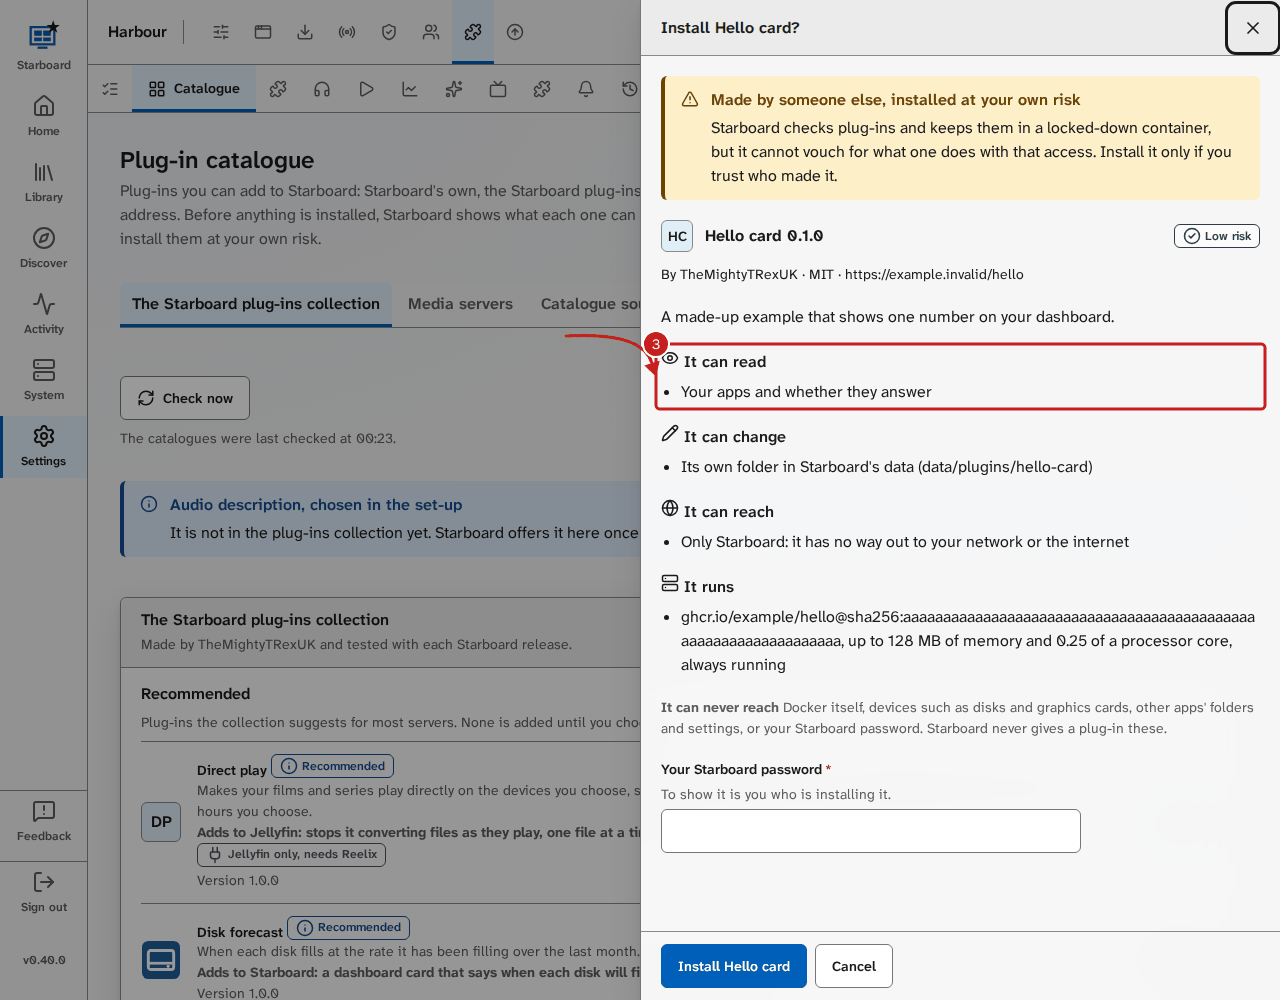 Starboard
Home
Library
Discover
Activity
System
Settings
Feedback
Sign out
v0.40.0
Harbour
Catalogue
Plug-in catalogue
Plug-ins you can add to Starboard: Starboard's own, the Starboard plug-ins
address. Before anything is installed, Starboard shows what each one can
install them at your own risk.
The Starboard plug-ins collection
Media servers
Catalogue sou
Check now
The catalogues were last checked at 00:23.
Audio description, chosen in the set-up
It is not in the plug-ins collection yet. Starboard offers it here once
The Starboard plug-ins collection
Made by TheMightyTRexUK and tested with each Starboard release.
Recommended
Plug-ins the collection suggests for most servers. None is added until you cho
DP
Direct play
Recommended
Makes your films and series play directly on the devices you choose, s
hours you choose.
Adds to Jellyfin: stops it converting files as they play, one file at a ti
Jellyfin only, needs Reelix
Version 1.0.0
Disk forecast
Recommended
When each disk fills at the rate it has been filling over the last month.
Adds to Starboard: a dashboard card that says when each disk will fi
Version 1.0.0
Install Hello card?
Made by someone else, installed at your own risk
Starboard checks plug-ins and keeps them in a locked-down container,
but it cannot vouch for what one does with that access. Install it only if you
trust who made it.
HC
Hello card 0.1.0
Low risk
By TheMightyTRexUK · MIT · https://example.invalid/hello
A made-up example that shows one number on your dashboard.
3
It can read
• Your apps and whether they answer
It can change
• Its own folder in Starboard's data (data/plugins/hello-card)
It can reach
• Only Starboard: it has no way out to your network or the internet
It runs
• ghcr.io/example/hello@sha256:aaaaaaaaaaaaaaaaaaaaaaaaaaaaaaaaaaaaaaaaaaaa
aaaaaaaaaaaaaaaaaaaa, up to 128 MB of memory and 0.25 of a processor core,
always running
It can never reach Docker itself, devices such as disks and graphics cards, other apps' folders
and settings, or your Starboard password. Starboard never gives a plug-in these.
Your Starboard password *
To show it is you who is installing it.
Install Hello card
Cancel